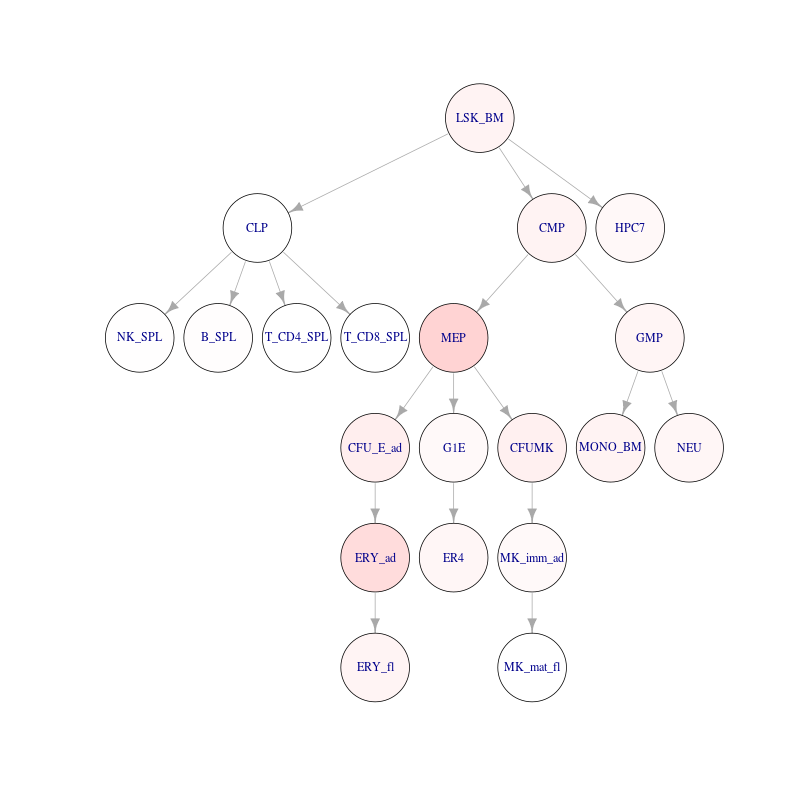 LSK_BM
CLP
CMP
HPC7
NK_SPL
B_SPL
T_CD4_SPL
T_CD8_SPL
MEP
GMP
CFU_E_ad
G1E
CFUMK
MONO_BM
NEU
ERY_ad
ER4
MK_imm_ad
ERY_fl
MK_mat_fl